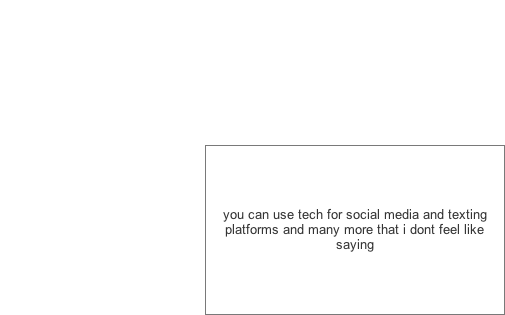 you can use tech for social media and texting
platforms and many more that i dont feel like
saying